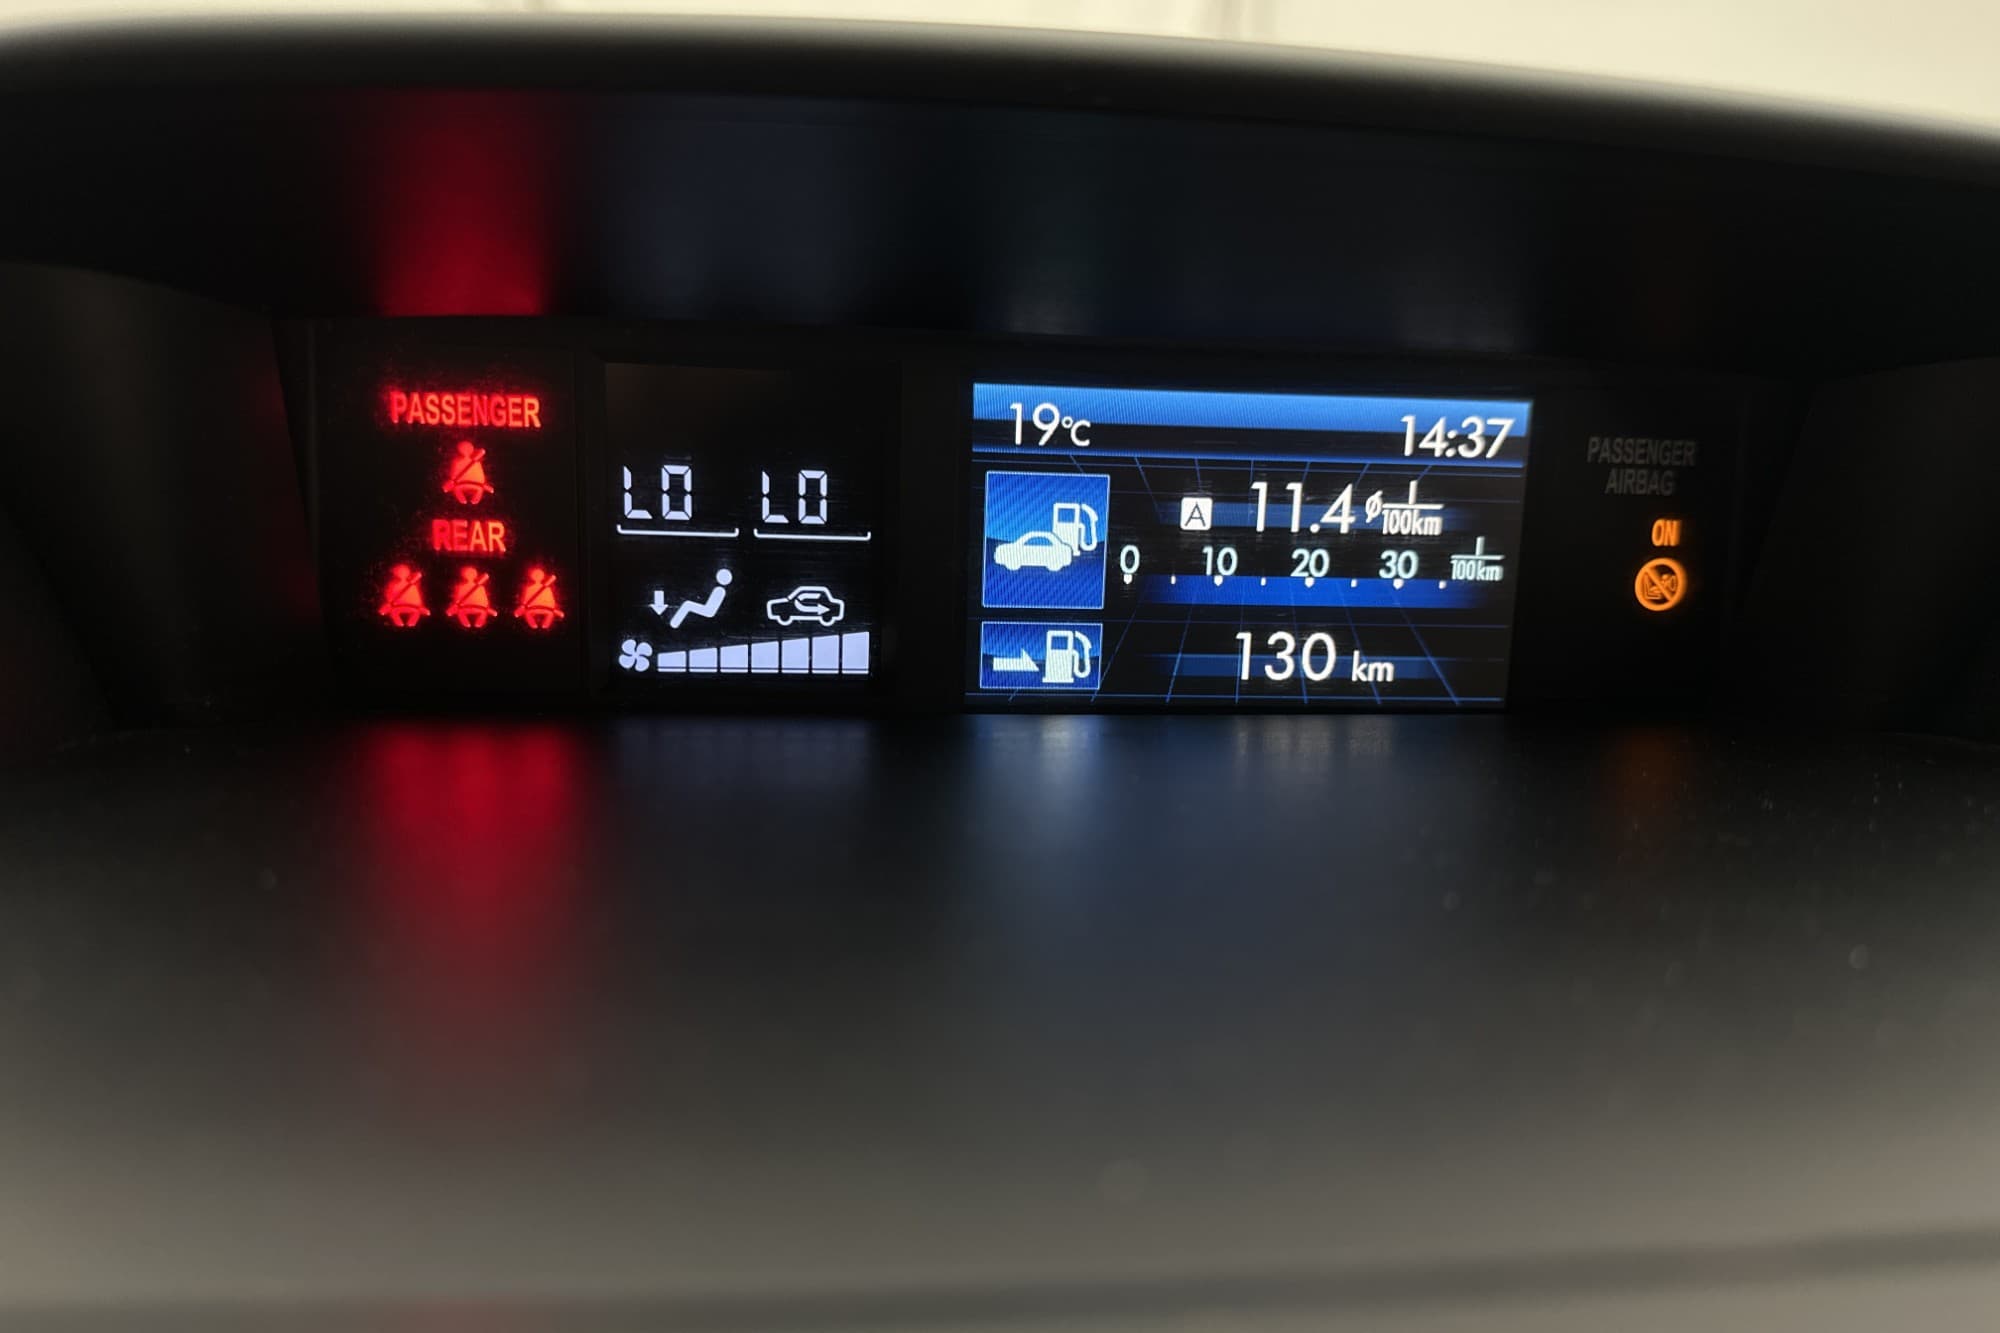 PASSENGER
REAR
LO LO
19°C 14:37
A 11.4 ø l/100km
0 10 20 30 l/100km
130 km
PASSENGER
AIRBAG
ON